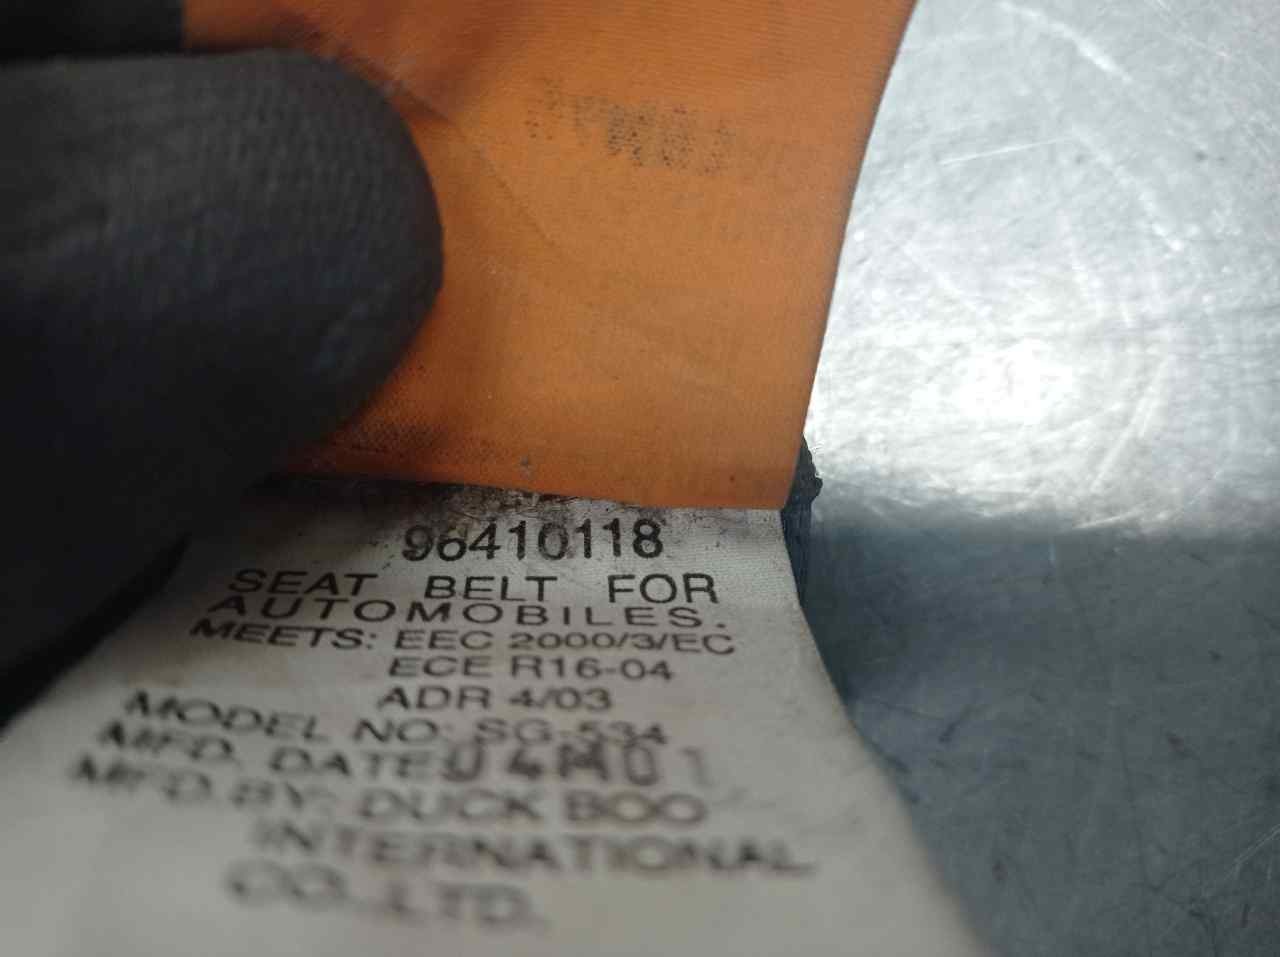 96410118
SEAT BELT FOR
AUTOMOBILES.
MEETS: EEC 2000/3/EC
ECE R16-04
ADR 4/03
MODEL NO: SG-534
MFD. DATE: 04M01
MFD.BY: DUCK BOO
INTERNATIONAL
CO.,LTD.